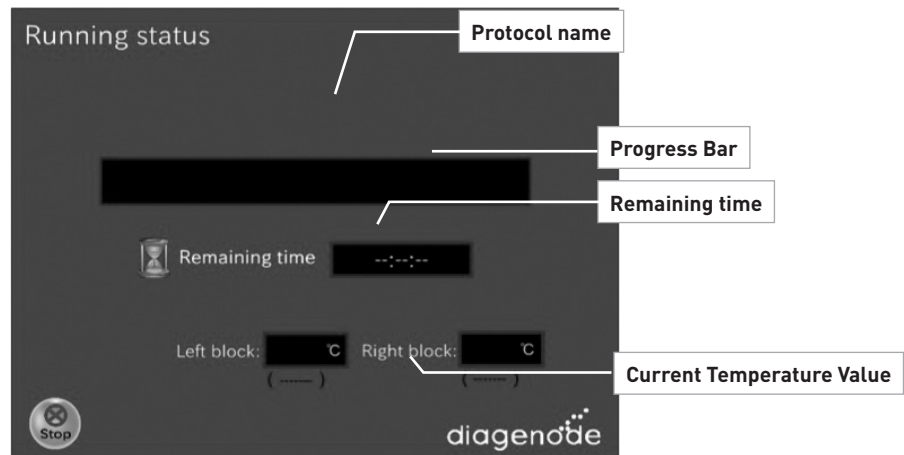 Running status
Protocol name
Progress Bar
Remaining time
Remaining time --:--:--
Left block: °C Right block: °C
( ------- ) ( ------- )
Current Temperature Value
Stop
diagenode